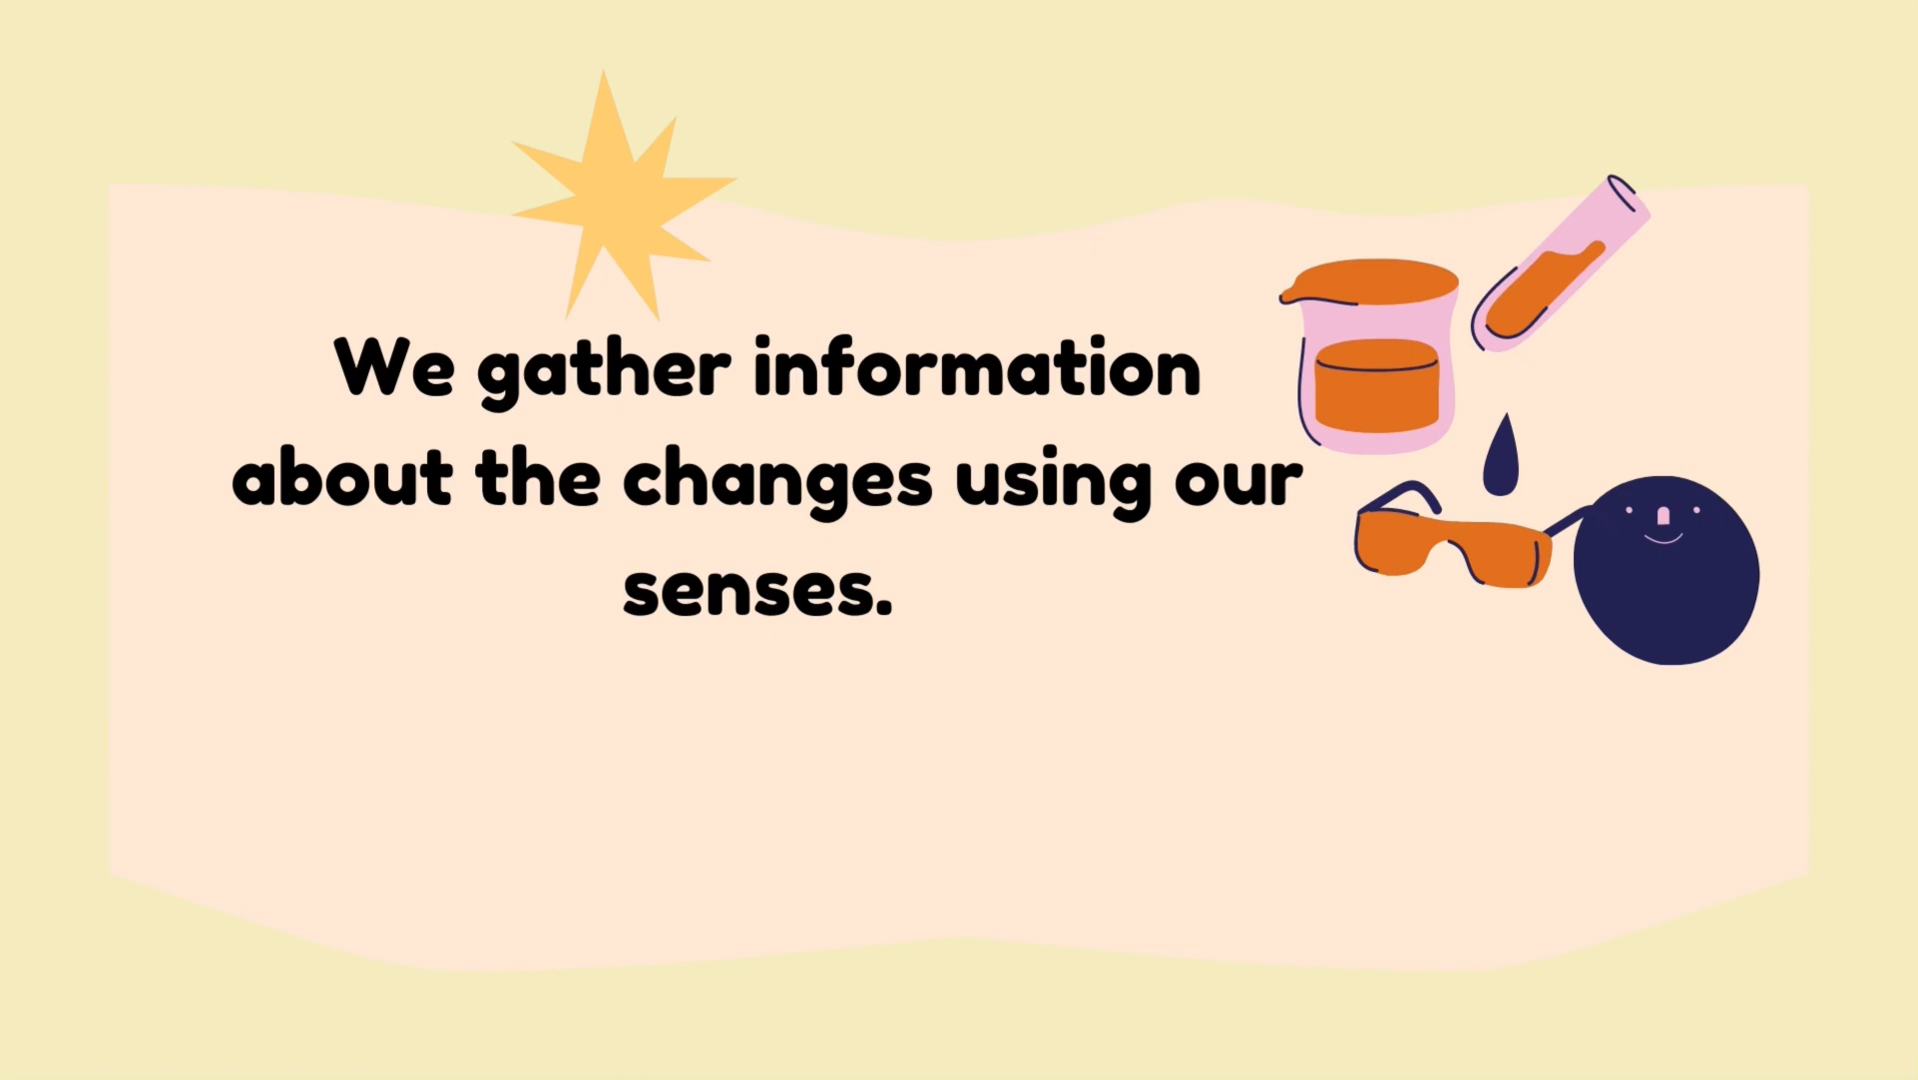 We gather information
about the changes using our
senses.